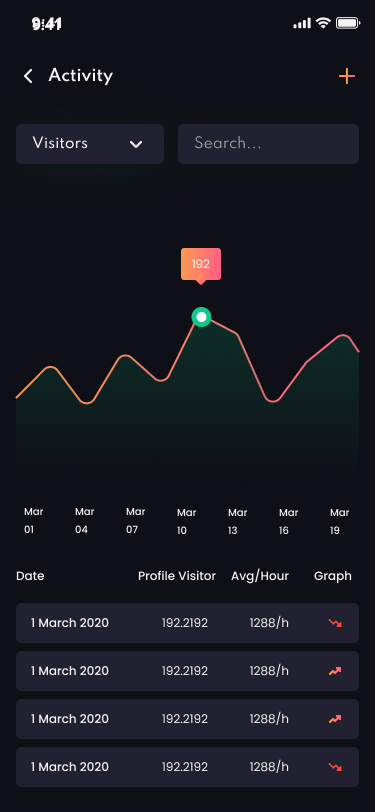 9:41
Activity
Visitors
Search...
192
Mar 01
Mar 04
Mar 07
Mar 10
Mar 13
Mar 16
Mar 19
Date Profile Visitor Avg/Hour Graph
1 March 2020 192.2192 1288/h
1 March 2020 192.2192 1288/h
1 March 2020 192.2192 1288/h
1 March 2020 192.2192 1288/h